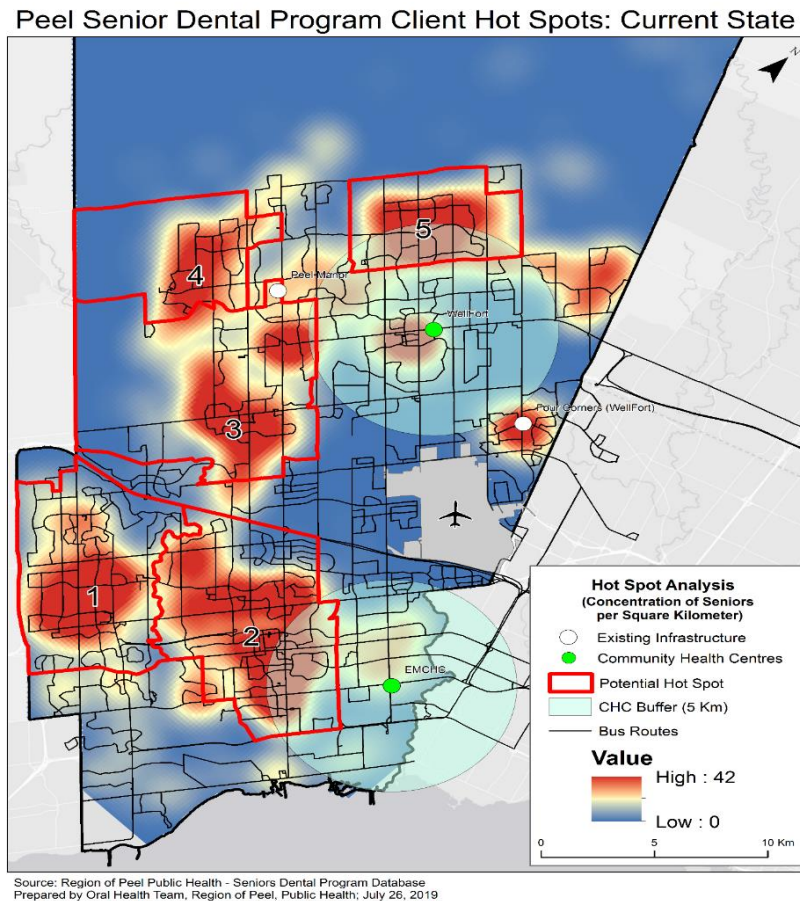 Peel Senior Dental Program Client Hot Spots: Current State
N
5
4
Peel Manor
WellFort
Four Corners (WellFort)
3
1
2
EMCHC
Hot Spot Analysis
(Concentration of Seniors
per Square Kilometer)
Existing Infrastructure
Community Health Centres
Potential Hot Spot
CHC Buffer (5 Km)
Bus Routes
Value
High : 42
Low : 0
0 5 10 Km
Source: Region of Peel Public Health - Seniors Dental Program Database
Prepared by Oral Health Team, Region of Peel, Public Health; July 26, 2019